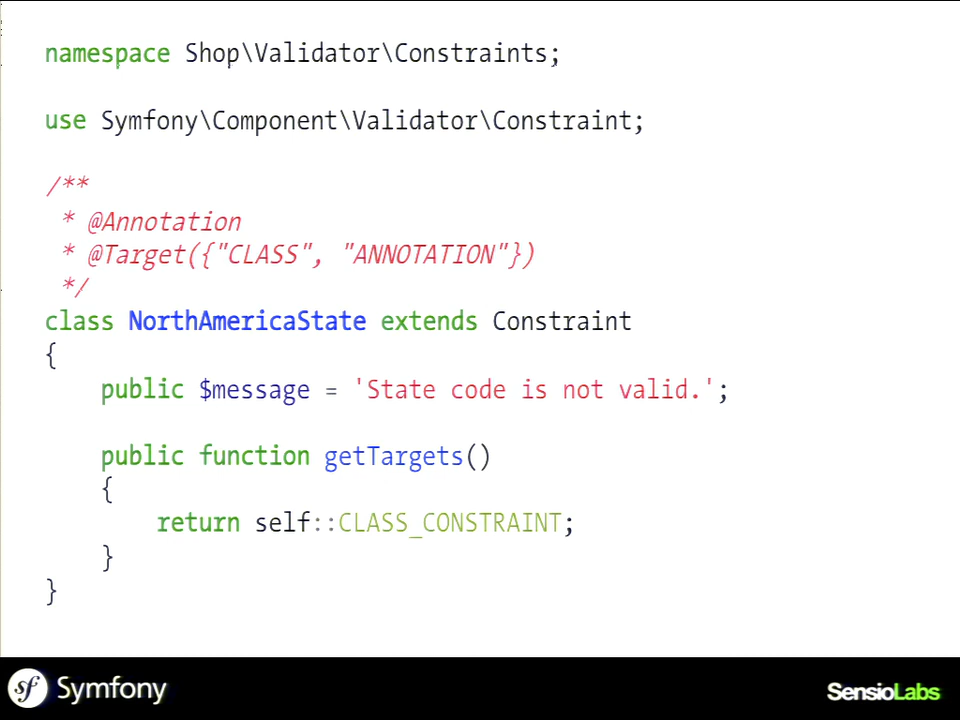 namespace Shop\Validator\Constraints;
use Symfony\Component\Validator\Constraint;
/**
 * @Annotation
 * @Target({"CLASS", "ANNOTATION"})
 */
class NorthAmericaState extends Constraint
{
    public $message = 'State code is not valid.';
    public function getTargets()
    {
        return self::CLASS_CONSTRAINT;
    }
}
sf Symfony
SensioLabs